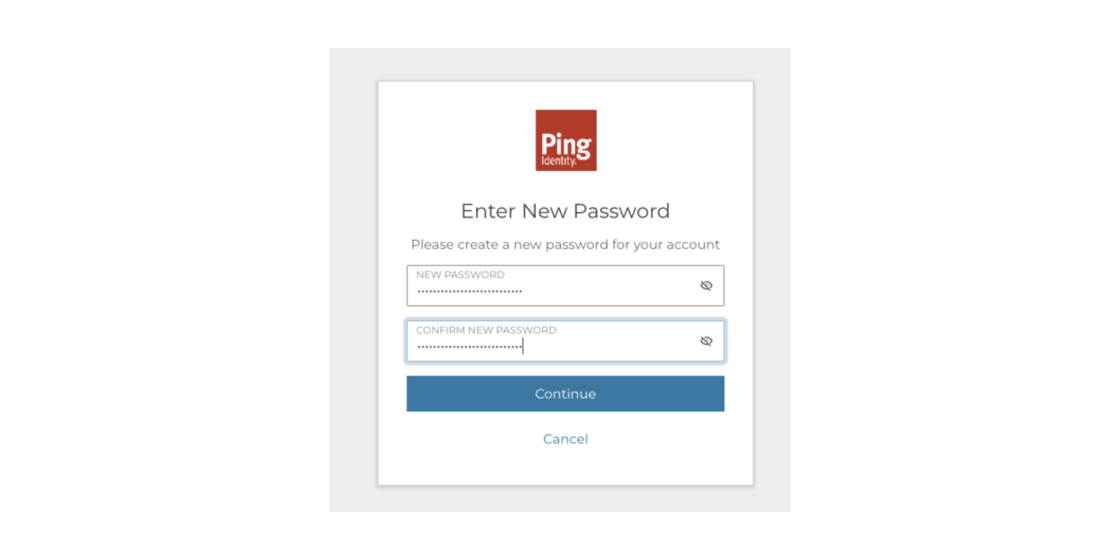 Ping
Identity.
Enter New Password
Please create a new password for your account
NEW PASSWORD
CONFIRM NEW PASSWORD
Continue
Cancel